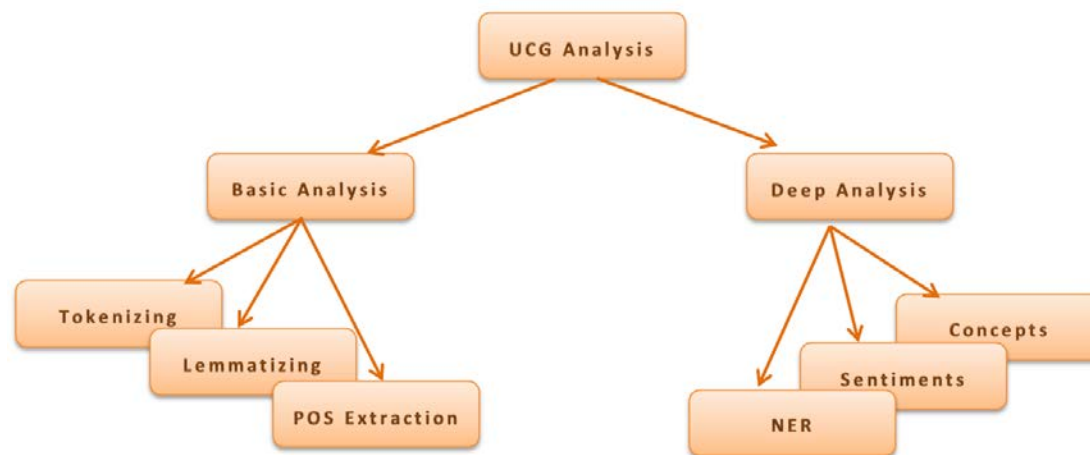 UCG Analysis
Basic Analysis
Deep Analysis
Tokenizing
Lemmatizing
POS Extraction
Concepts
Sentiments
NER